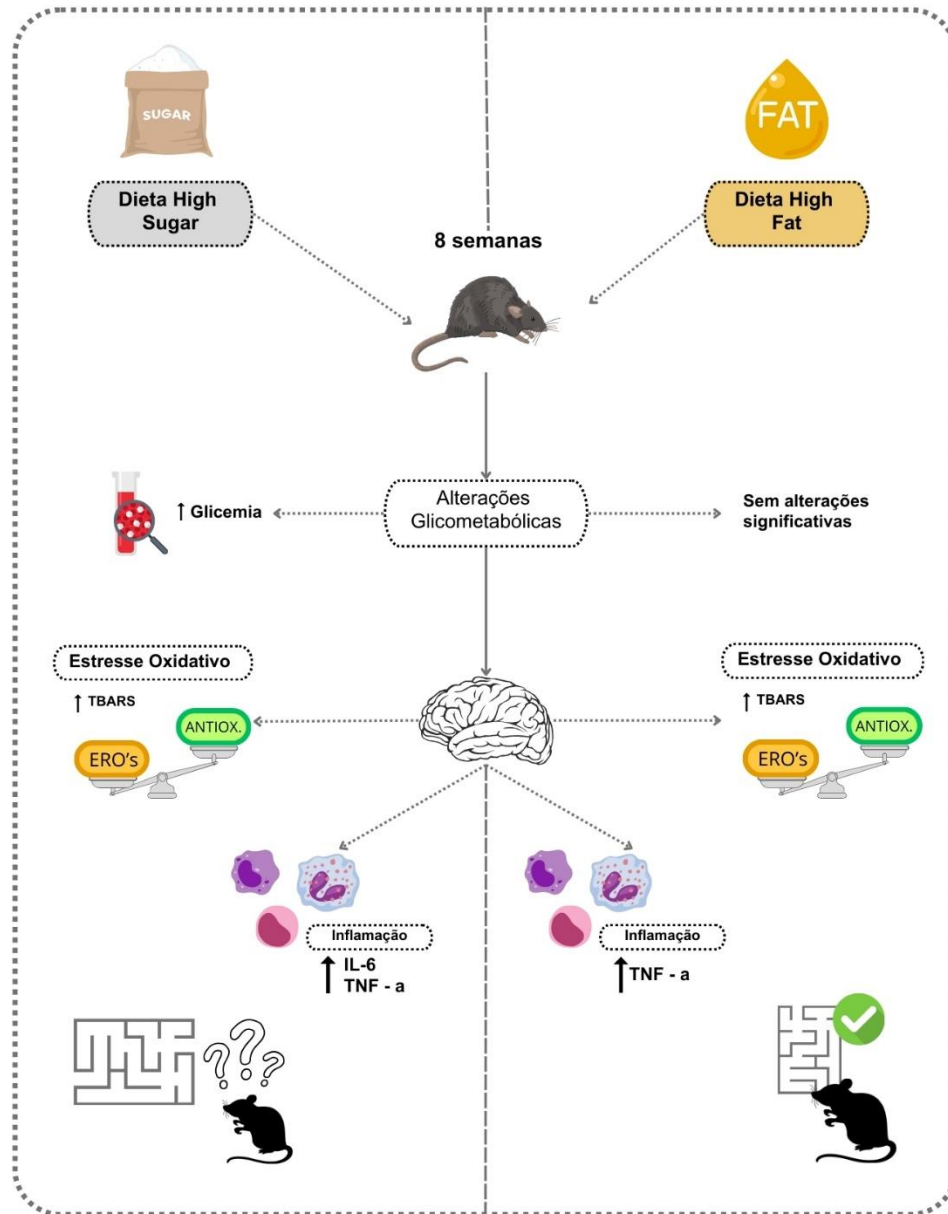 SUGAR
FAT
Dieta High
Sugar
Dieta High
Fat
8 semanas
↑ Glicemia
Alterações
Glicometabólicas
Sem alterações
significativas
Estresse Oxidativo
↑ TBARS
ANTIOX.
ERO's
Estresse Oxidativo
↑ TBARS
ANTIOX.
ERO's
Inflamação
↑ IL-6
TNF - a
Inflamação
↑ TNF - a
???